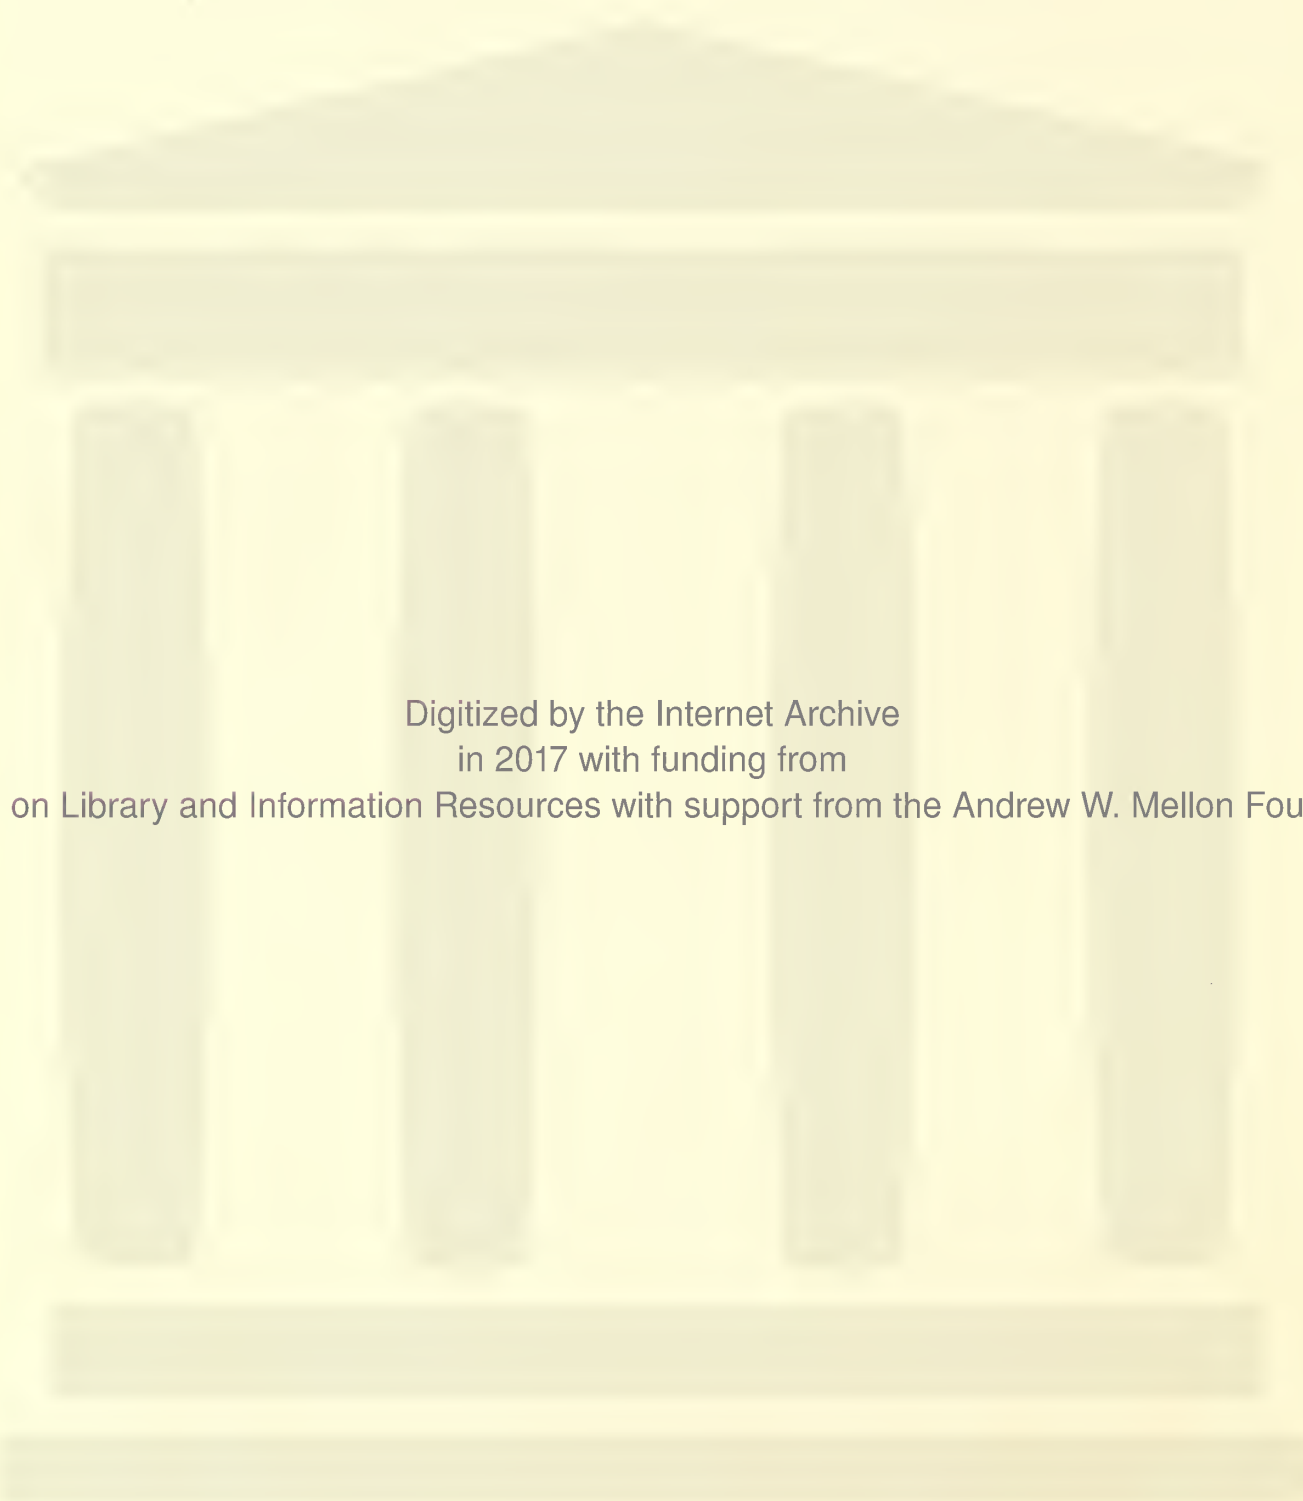 Digitized by the Internet Archive
in 2017 with funding from
on Library and Information Resources with support from the Andrew W. Mellon Fou